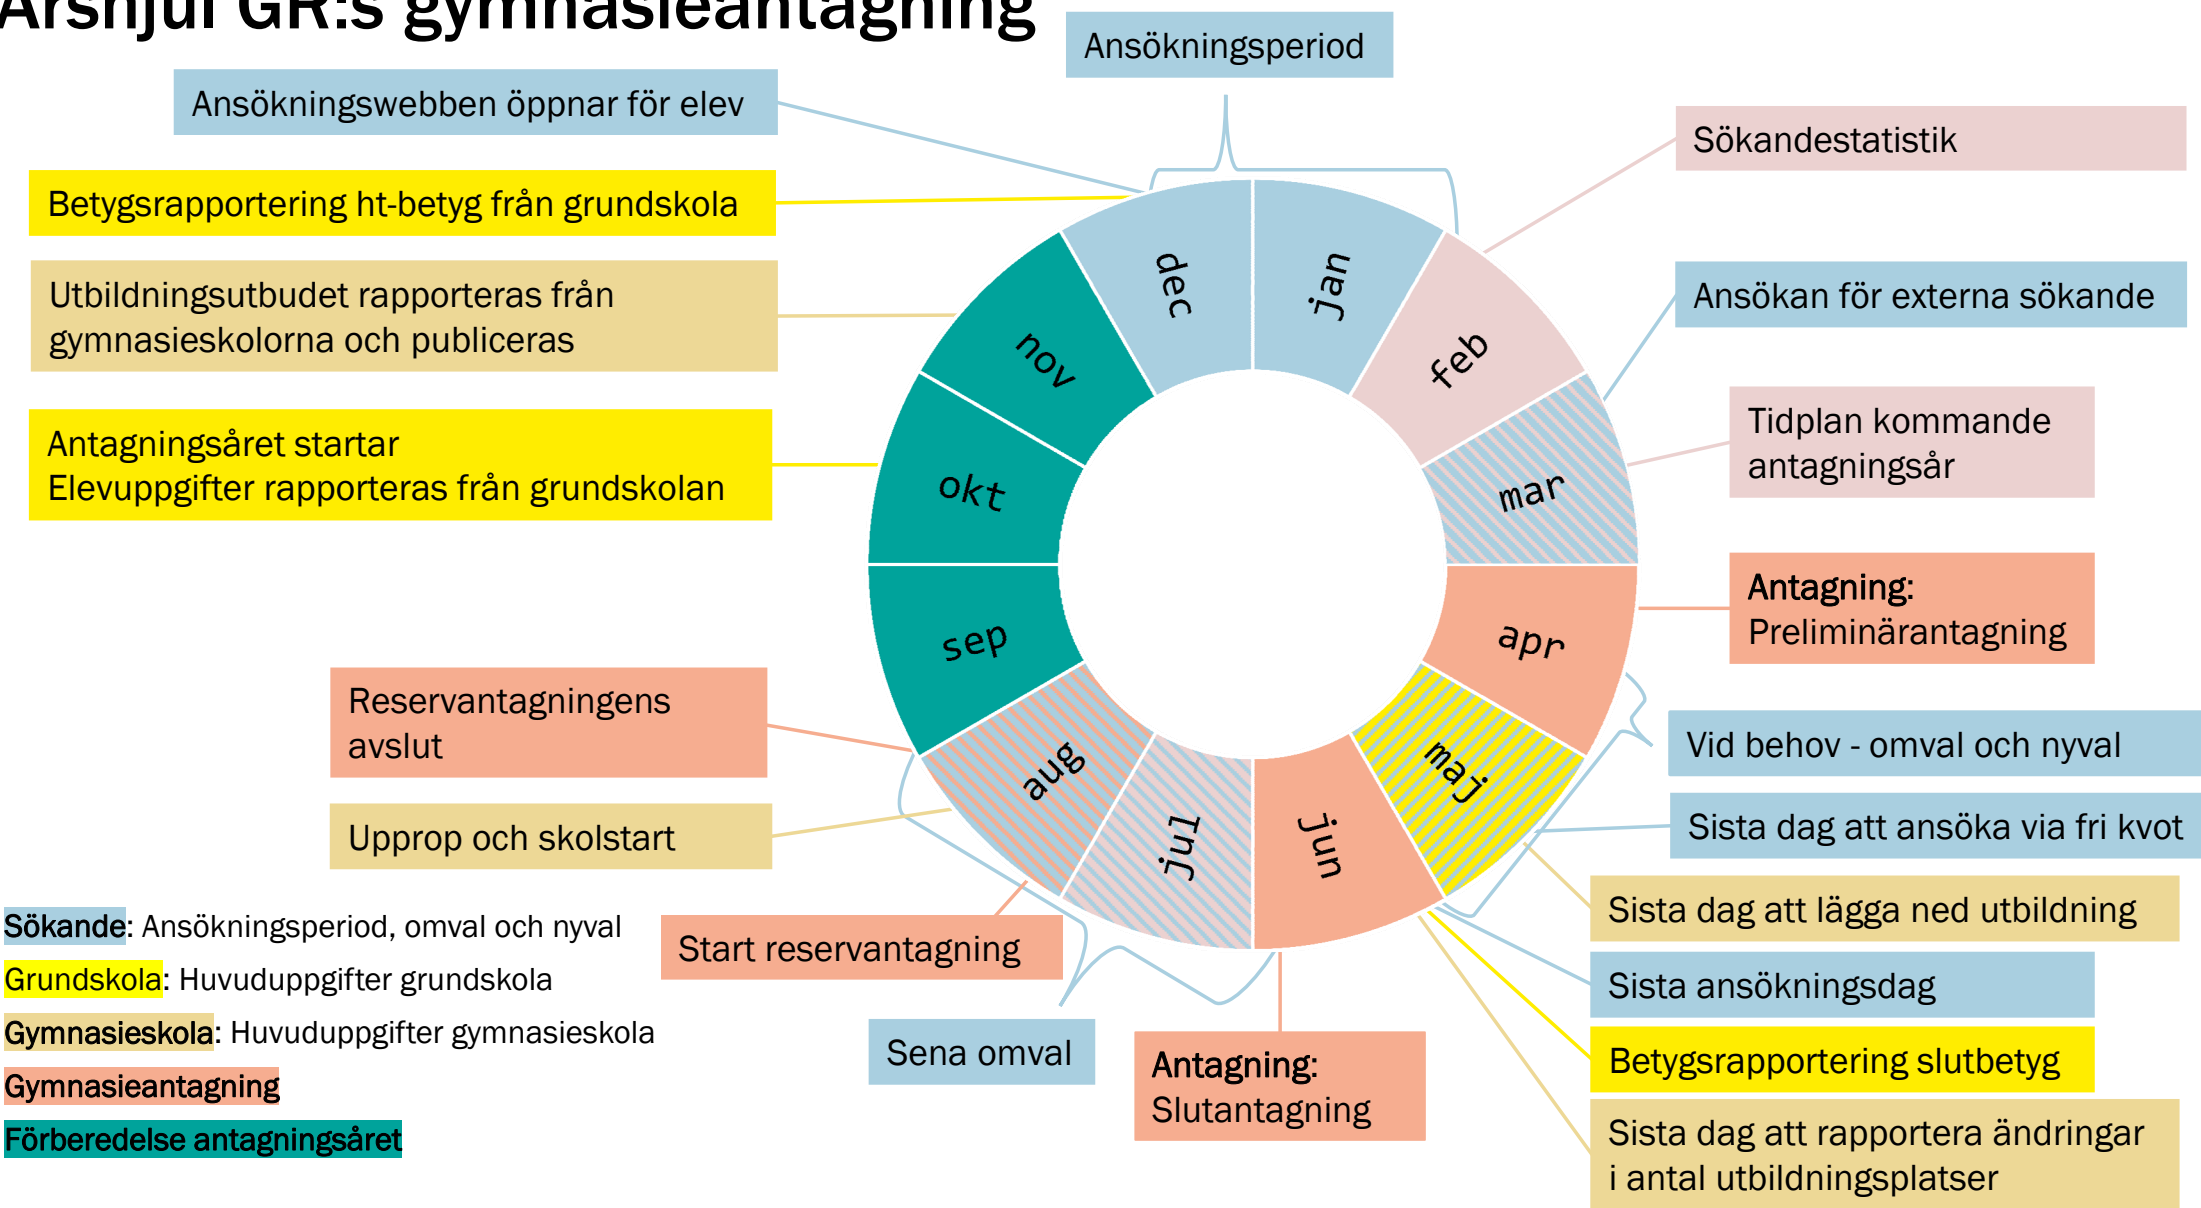 Årshjul GR:s gymnasieantagning
Ansökningsperiod
Ansökningswebben öppnar för elev
Betygsrapportering ht-betyg från grundskola
Utbildningsutbudet rapporteras från
gymnasieskolorna och publiceras
Antagningsåret startar
Elevuppgifter rapporteras från grundskolan
Reservantagningens
avslut
Upprop och skolstart
Start reservantagning
Sena omval
Antagning:
Slutantagning
Sökandestatistik
Ansökan för externa sökande
Tidplan kommande
antagningsår
Antagning:
Preliminärantagning
Vid behov - omval och nyval
Sista dag att ansöka via fri kvot
Sista dag att lägga ned utbildning
Sista ansökningsdag
Betygsrapportering slutbetyg
Sista dag att rapportera ändringar
i antal utbildningsplatser
jan
feb
mar
apr
maj
jun
jul
aug
sep
okt
nov
dec
Sökande: Ansökningsperiod, omval och nyval
Grundskola: Huvuduppgifter grundskola
Gymnasieskola: Huvuduppgifter gymnasieskola
Gymnasieantagning
Förberedelse antagningsåret